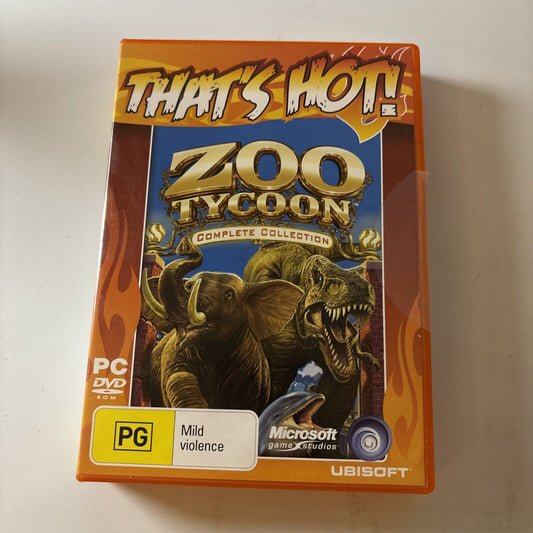 THAT'S HOT!
ZOO
TYCOON
COMPLETE COLLECTION
PC
DVD
ROM
PG
Mild
violence
Microsoft
game studios
UBISOFT